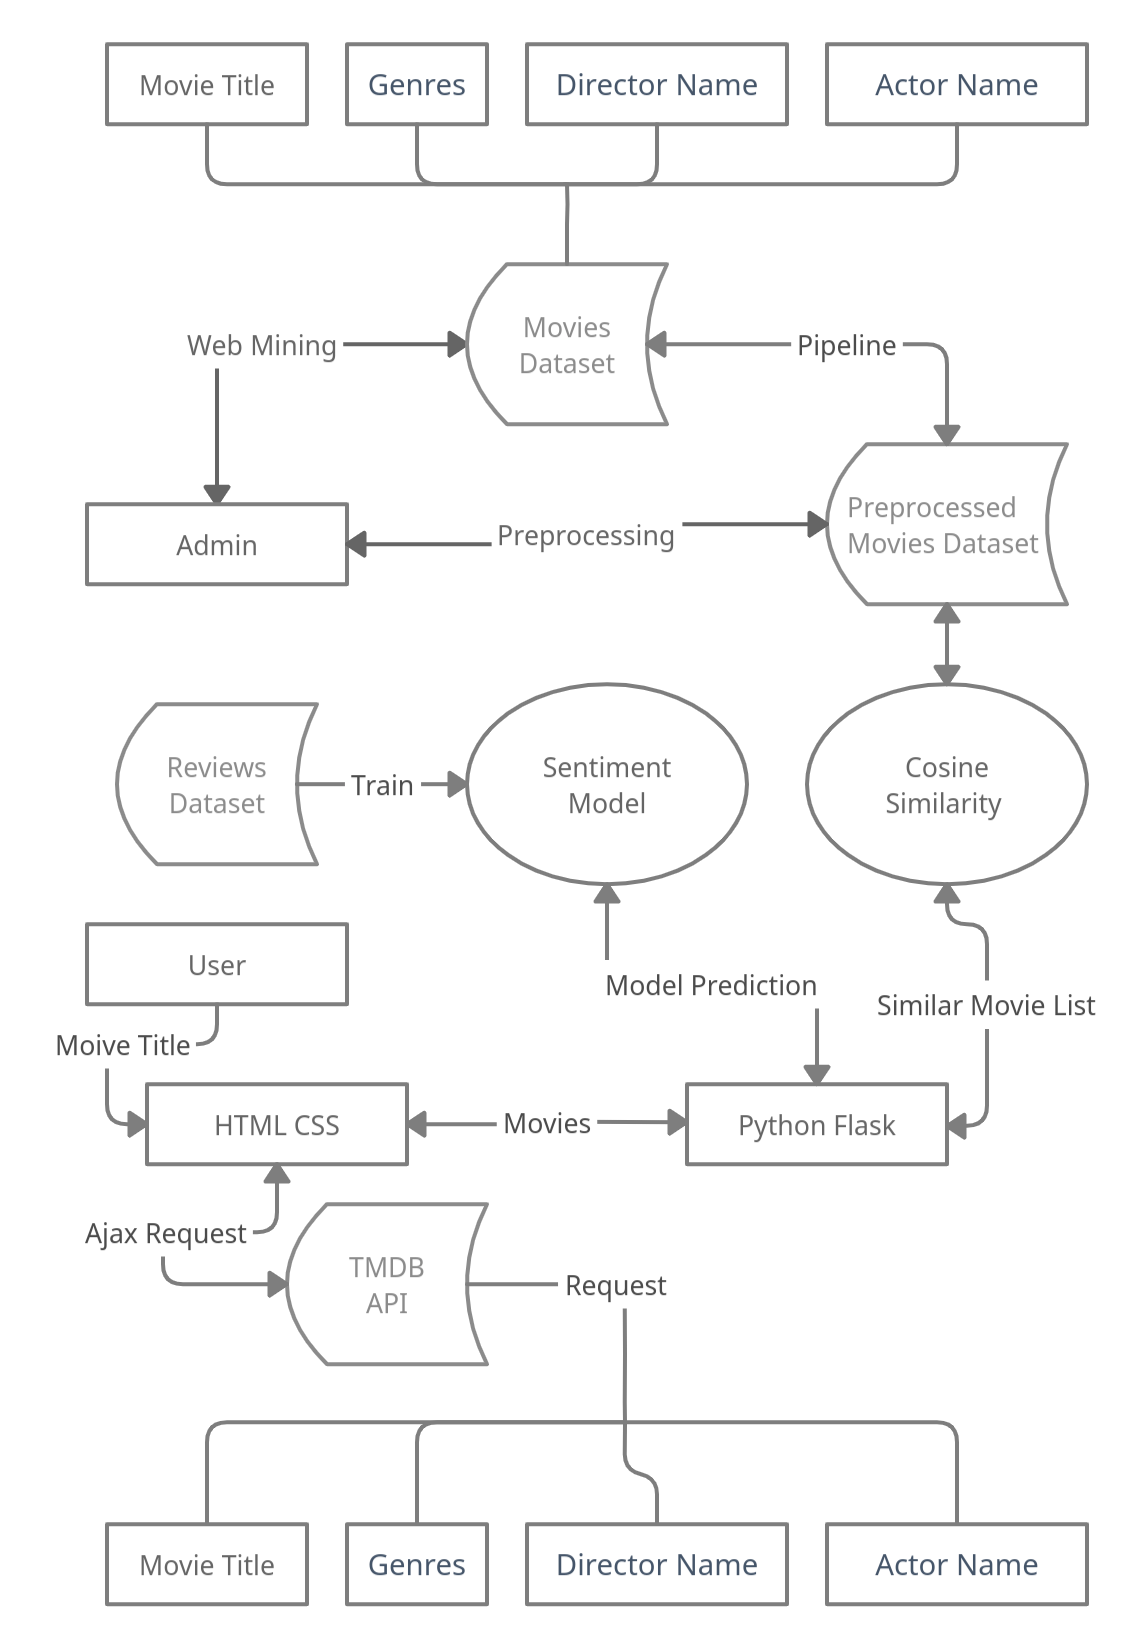 Movie Title
Genres
Director Name
Actor Name
Movies
Dataset
Web Mining
Pipeline
Preprocessed
Movies Dataset
Admin
Preprocessing
Reviews
Dataset
Train
Sentiment
Model
Cosine
Similarity
User
Model Prediction
Similar Movie List
Moive Title
HTML CSS
Movies
Python Flask
Ajax Request
TMDB
API
Request
Movie Title
Genres
Director Name
Actor Name